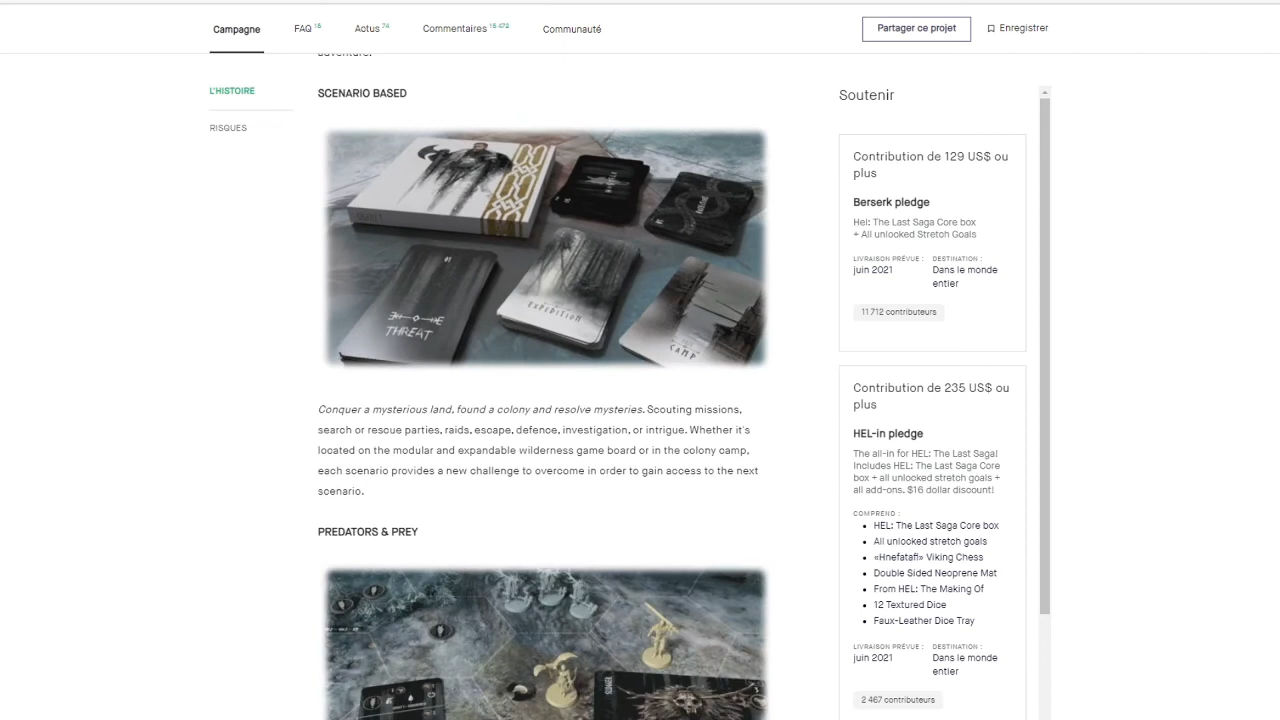 Campagne
FAQ 15
Actus 74
Commentaires 15 472
Communauté
Partager ce projet
Enregistrer
adventure.
L'HISTOIRE
RISQUES
SCENARIO BASED
01
THREAT
EXPEDITION
CAMP
Conquer a mysterious land, found a colony and resolve mysteries. Scouting missions,
search or rescue parties, raids, escape, defence, investigation, or intrigue. Whether it's
located on the modular and expandable wilderness game board or in the colony camp,
each scenario provides a new challenge to overcome in order to gain access to the next
scenario.
PREDATORS & PREY
Soutenir
Contribution de 129 US$ ou
plus
Berserk pledge
Hel: The Last Saga Core box
+ All unlocked Stretch Goals
LIVRAISON PRÉVUE :
juin 2021
DESTINATION :
Dans le monde
entier
11 712 contributeurs
Contribution de 235 US$ ou
plus
HEL-in pledge
The all-in for HEL: The Last Saga!
Includes HEL: The Last Saga Core
box + all unlocked stretch goals +
all add-ons. $16 dollar discount!
COMPREND :
HEL: The Last Saga Core box
All unlocked stretch goals
«Hnefatafl» Viking Chess
Double Sided Neoprene Mat
From HEL: The Making Of
12 Textured Dice
Faux-Leather Dice Tray
LIVRAISON PRÉVUE :
juin 2021
DESTINATION :
Dans le monde
entier
2 467 contributeurs